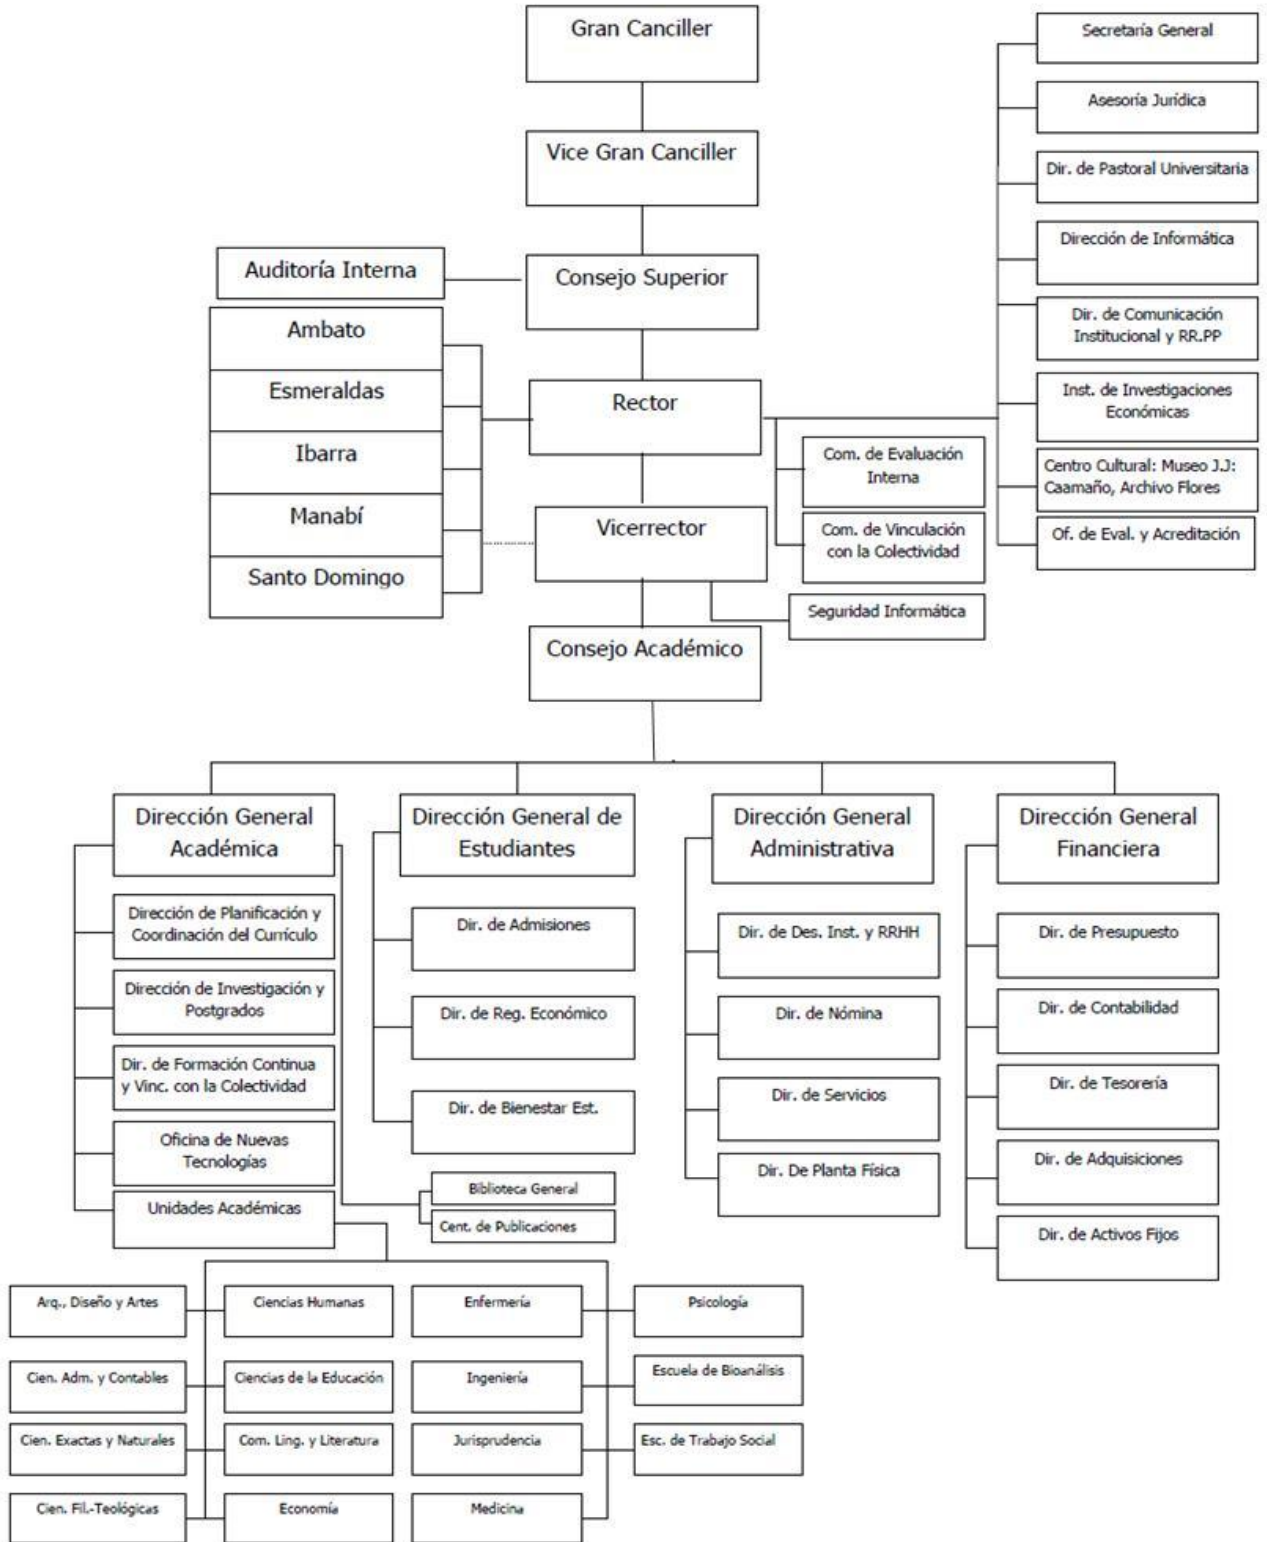 Gran Canciller
Vice Gran Canciller
Consejo Superior
Auditoría Interna
Ambato
Esmeraldas
Ibarra
Manabí
Santo Domingo
Rector
Vicerrector
Consejo Académico
Secretaría General
Asesoría Jurídica
Dir. de Pastoral Universitaria
Dirección de Informática
Dir. de Comunicación
Institucional y RR.PP
Inst. de Investigaciones
Económicas
Centro Cultural: Museo J.J:
Caamaño, Archivo Flores
Of. de Eval. y Acreditación
Com. de Evaluación
Interna
Com. de Vinculación
con la Colectividad
Seguridad Informática
Dirección General
Académica
Dirección de Planificación y
Coordinación del Currículo
Dirección de Investigación y
Postgrados
Dir. de Formación Continua
y Vinc. con la Colectividad
Oficina de Nuevas
Tecnologías
Unidades Académicas
Dirección General de
Estudiantes
Dir. de Admisiones
Dir. de Reg. Económico
Dir. de Bienestar Est.
Biblioteca General
Cent. de Publicaciones
Dirección General
Administrativa
Dir. de Des. Inst. y RRHH
Dir. de Nómina
Dir. de Servicios
Dir. De Planta Física
Dirección General
Financiera
Dir. de Presupuesto
Dir. de Contabilidad
Dir. de Tesorería
Dir. de Adquisiciones
Dir. de Activos Fijos
Arq., Diseño y Artes
Cien. Adm. y Contables
Cien. Exactas y Naturales
Cien. Fil.-Teológicas
Ciencias Humanas
Ciencias de la Educación
Com. Ling. y Literatura
Economía
Enfermería
Ingeniería
Jurisprudencia
Medicina
Psicología
Escuela de Bioanálisis
Esc. de Trabajo Social